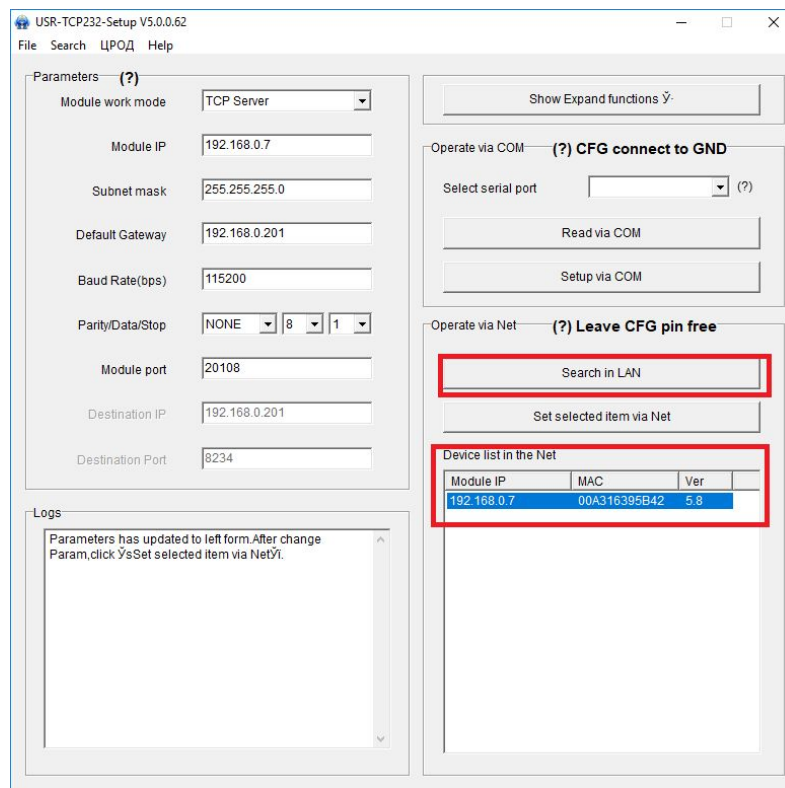 USR-TCP232-Setup V5.0.0.62
File Search ЦРОД Help
Parameters (?)
Module work mode TCP Server
Module IP 192.168.0.7
Subnet mask 255.255.255.0
Default Gateway 192.168.0.201
Baud Rate(bps) 115200
Parity/Data/Stop NONE 8 1
Module port 20108
Destination IP 192.168.0.201
Destination Port 8234
Logs
Parameters has updated to left form.After change
Param,click ЎsSet selected item via NetЎї.
Show Expand functions Ў·
Operate via COM (?) CFG connect to GND
Select serial port (?)
Read via COM
Setup via COM
Operate via Net (?) Leave CFG pin free
Search in LAN
Set selected item via Net
Device list in the Net
Module IP MAC Ver
192.168.0.7 00A316395B42 5.8